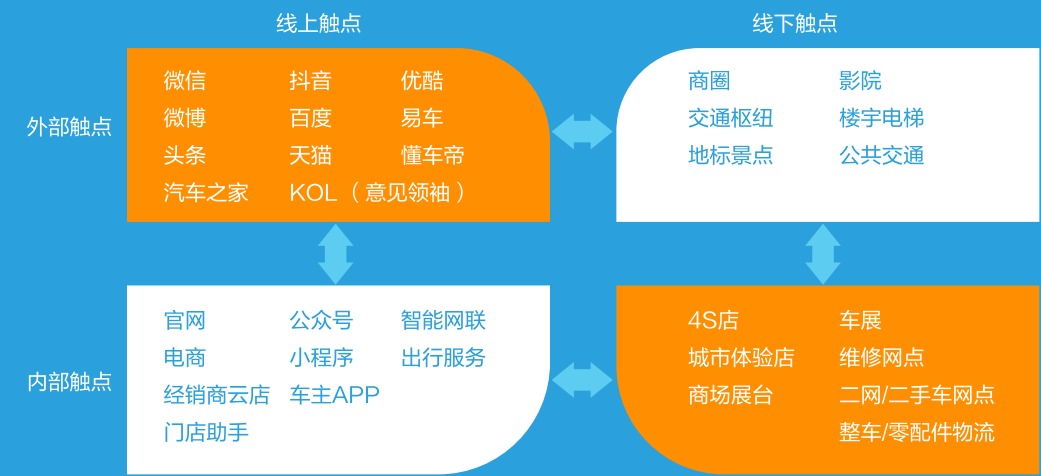 线上触点 线下触点
外部触点
微信 抖音 优酷
微博 百度 易车
头条 天猫 懂车帝
汽车之家 KOL（意见领袖）
商圈 影院
交通枢纽 楼宇电梯
地标景点 公共交通
内部触点
官网 公众号 智能网联
电商 小程序 出行服务
经销商云店 车主APP
门店助手
4S店 车展
城市体验店 维修网点
商场展台 二网/二手车网点
整车/零配件物流